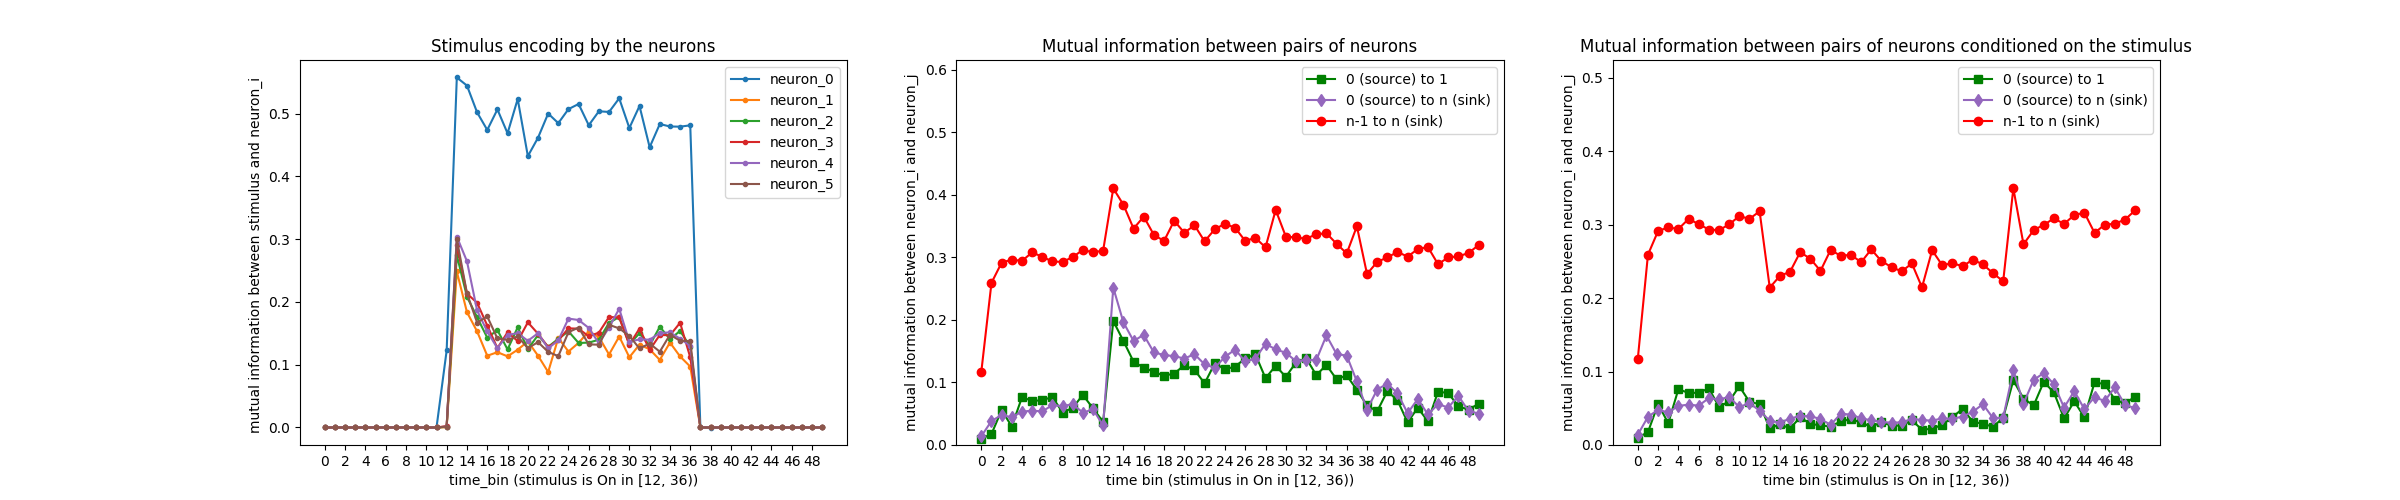 Stimulus encoding by the neurons
mutual information between stimulus and neuron_i
0.5
0.4
0.3
0.2
0.1
0.0
neuron_0
neuron_1
neuron_2
neuron_3
neuron_4
neuron_5
0 2 4 6 8 10 12 14 16 18 20 22 24 26 28 30 32 34 36 38 40 42 44 46 48
time_bin (stimulus is On in [12, 36))
Mutual information between pairs of neurons
mutual information between neuron_i and neuron_j
0.6
0.5
0.4
0.3
0.2
0.1
0.0
0 (source) to 1
0 (source) to n (sink)
n-1 to n (sink)
0 2 4 6 8 10 12 14 16 18 20 22 24 26 28 30 32 34 36 38 40 42 44 46 48
time bin (stimulus in On in [12, 36))
Mutual information between pairs of neurons conditioned on the stimulus
mutual information between neuron_i and neuron_j
0.5
0.4
0.3
0.2
0.1
0.0
0 (source) to 1
0 (source) to n (sink)
n-1 to n (sink)
0 2 4 6 8 10 12 14 16 18 20 22 24 26 28 30 32 34 36 38 40 42 44 46 48
time bin (stimulus is On in [12, 36))